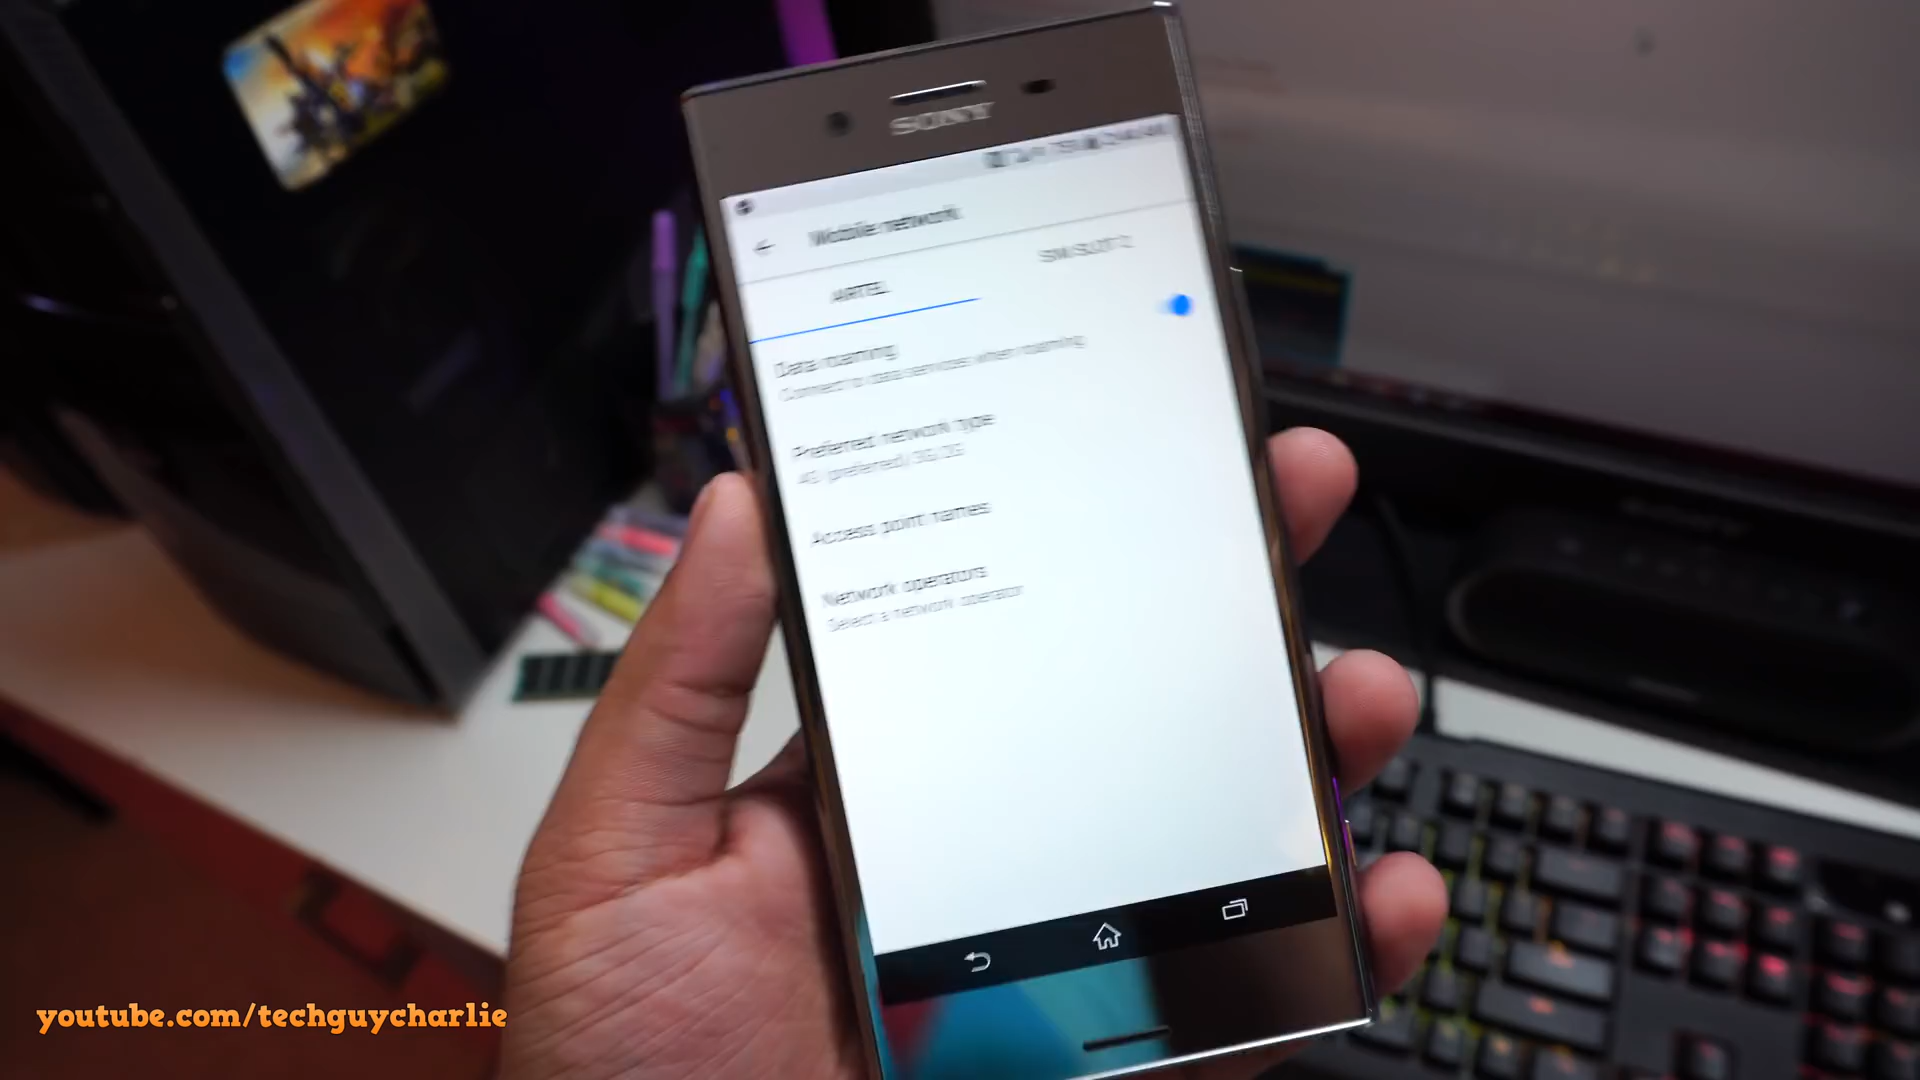 SONY
Mobile network
AIRTEL
SIM SLOT 2
Data roaming
Connect to data services when roaming
Preferred network type
4G (preferred)/3G/2G
Access point names
Network operators
Select a network operator
youtube.com/techguycharlie